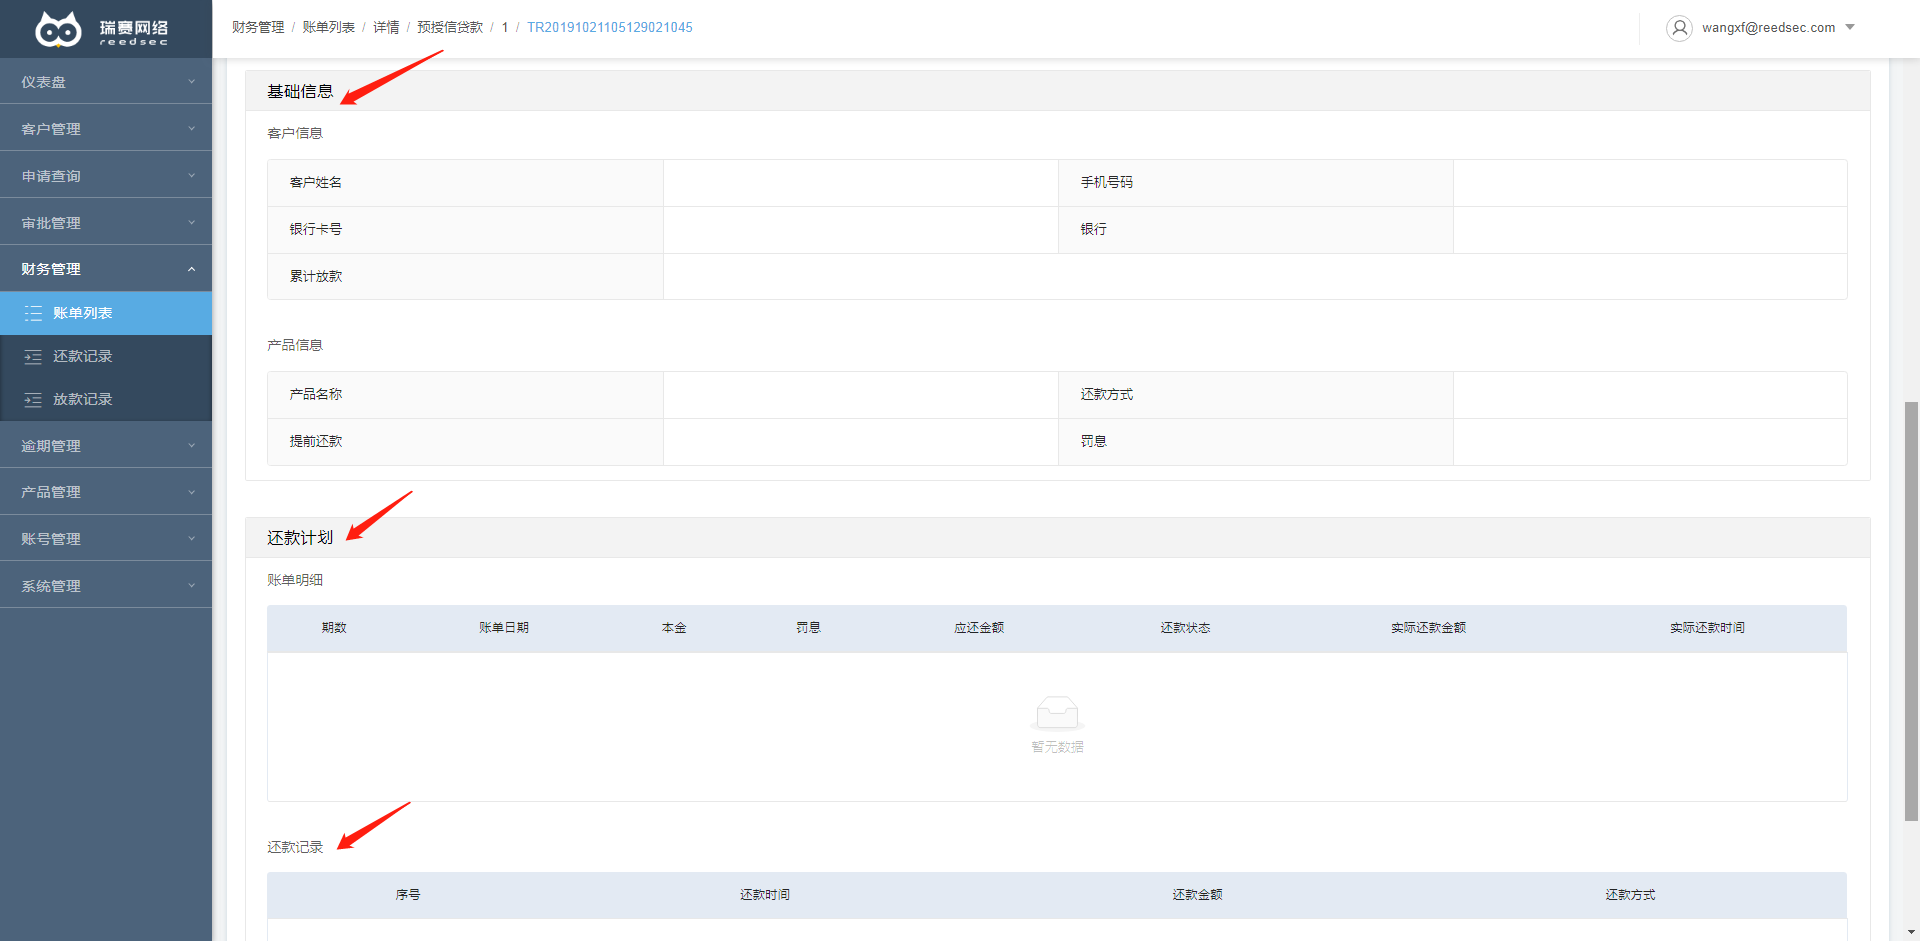 瑞赛网络
reedsec
财务管理 / 账单列表 / 详情 / 预授信贷款 / 1 / TR20191021105129021045
wangxf@reedsec.com
仪表盘
客户管理
申请查询
审批管理
财务管理
账单列表
还款记录
放款记录
逾期管理
产品管理
账号管理
系统管理
基础信息
客户信息
客户姓名 手机号码
银行卡号 银行
累计放款
产品信息
产品名称 还款方式
提前还款 罚息
还款计划
账单明细
期数 账单日期 本金 罚息 应还金额 还款状态 实际还款金额 实际还款时间
暂无数据
还款记录
序号 还款时间 还款金额 还款方式